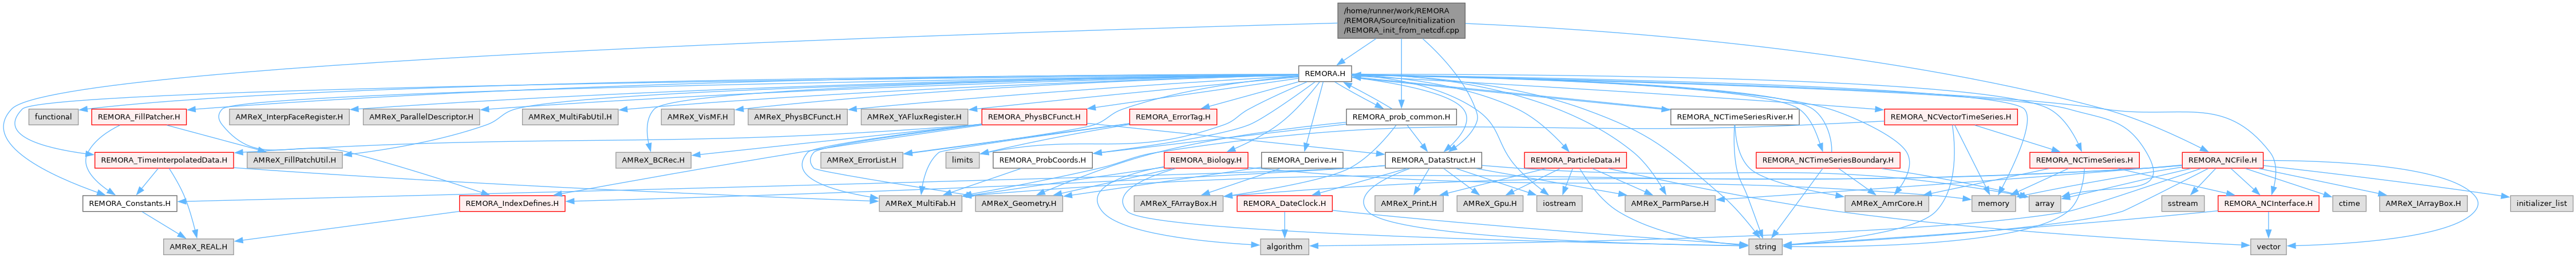 /home/runner/work/REMORA
/REMORA/Source/Initialization
/REMORA_init_from_netcdf.cpp
REMORA.H
functional
REMORA_FillPatcher.H
AMReX_InterpFaceRegister.H
AMReX_ParallelDescriptor.H
AMReX_MultiFabUtil.H
AMReX_VisMF.H
AMReX_PhysBCFunct.H
AMReX_YAFluxRegister.H
REMORA_PhysBCFunct.H
REMORA_ErrorTag.H
REMORA_prob_common.H
REMORA_NCTimeSeriesRiver.H
REMORA_NCVectorTimeSeries.H
REMORA_TimeInterpolatedData.H
AMReX_FillPatchUtil.H
AMReX_BCRec.H
AMReX_ErrorList.H
limits
REMORA_ProbCoords.H
REMORA_Biology.H
REMORA_Derive.H
REMORA_DataStruct.H
REMORA_ParticleData.H
REMORA_NCTimeSeriesBoundary.H
REMORA_NCTimeSeries.H
REMORA_NCFile.H
REMORA_Constants.H
REMORA_IndexDefines.H
AMReX_MultiFab.H
AMReX_Geometry.H
AMReX_FArrayBox.H
REMORA_DateClock.H
AMReX_Print.H
AMReX_Gpu.H
iostream
AMReX_ParmParse.H
AMReX_AmrCore.H
memory
array
sstream
REMORA_NCInterface.H
ctime
AMReX_IArrayBox.H
initializer_list
AMReX_REAL.H
algorithm
string
vector